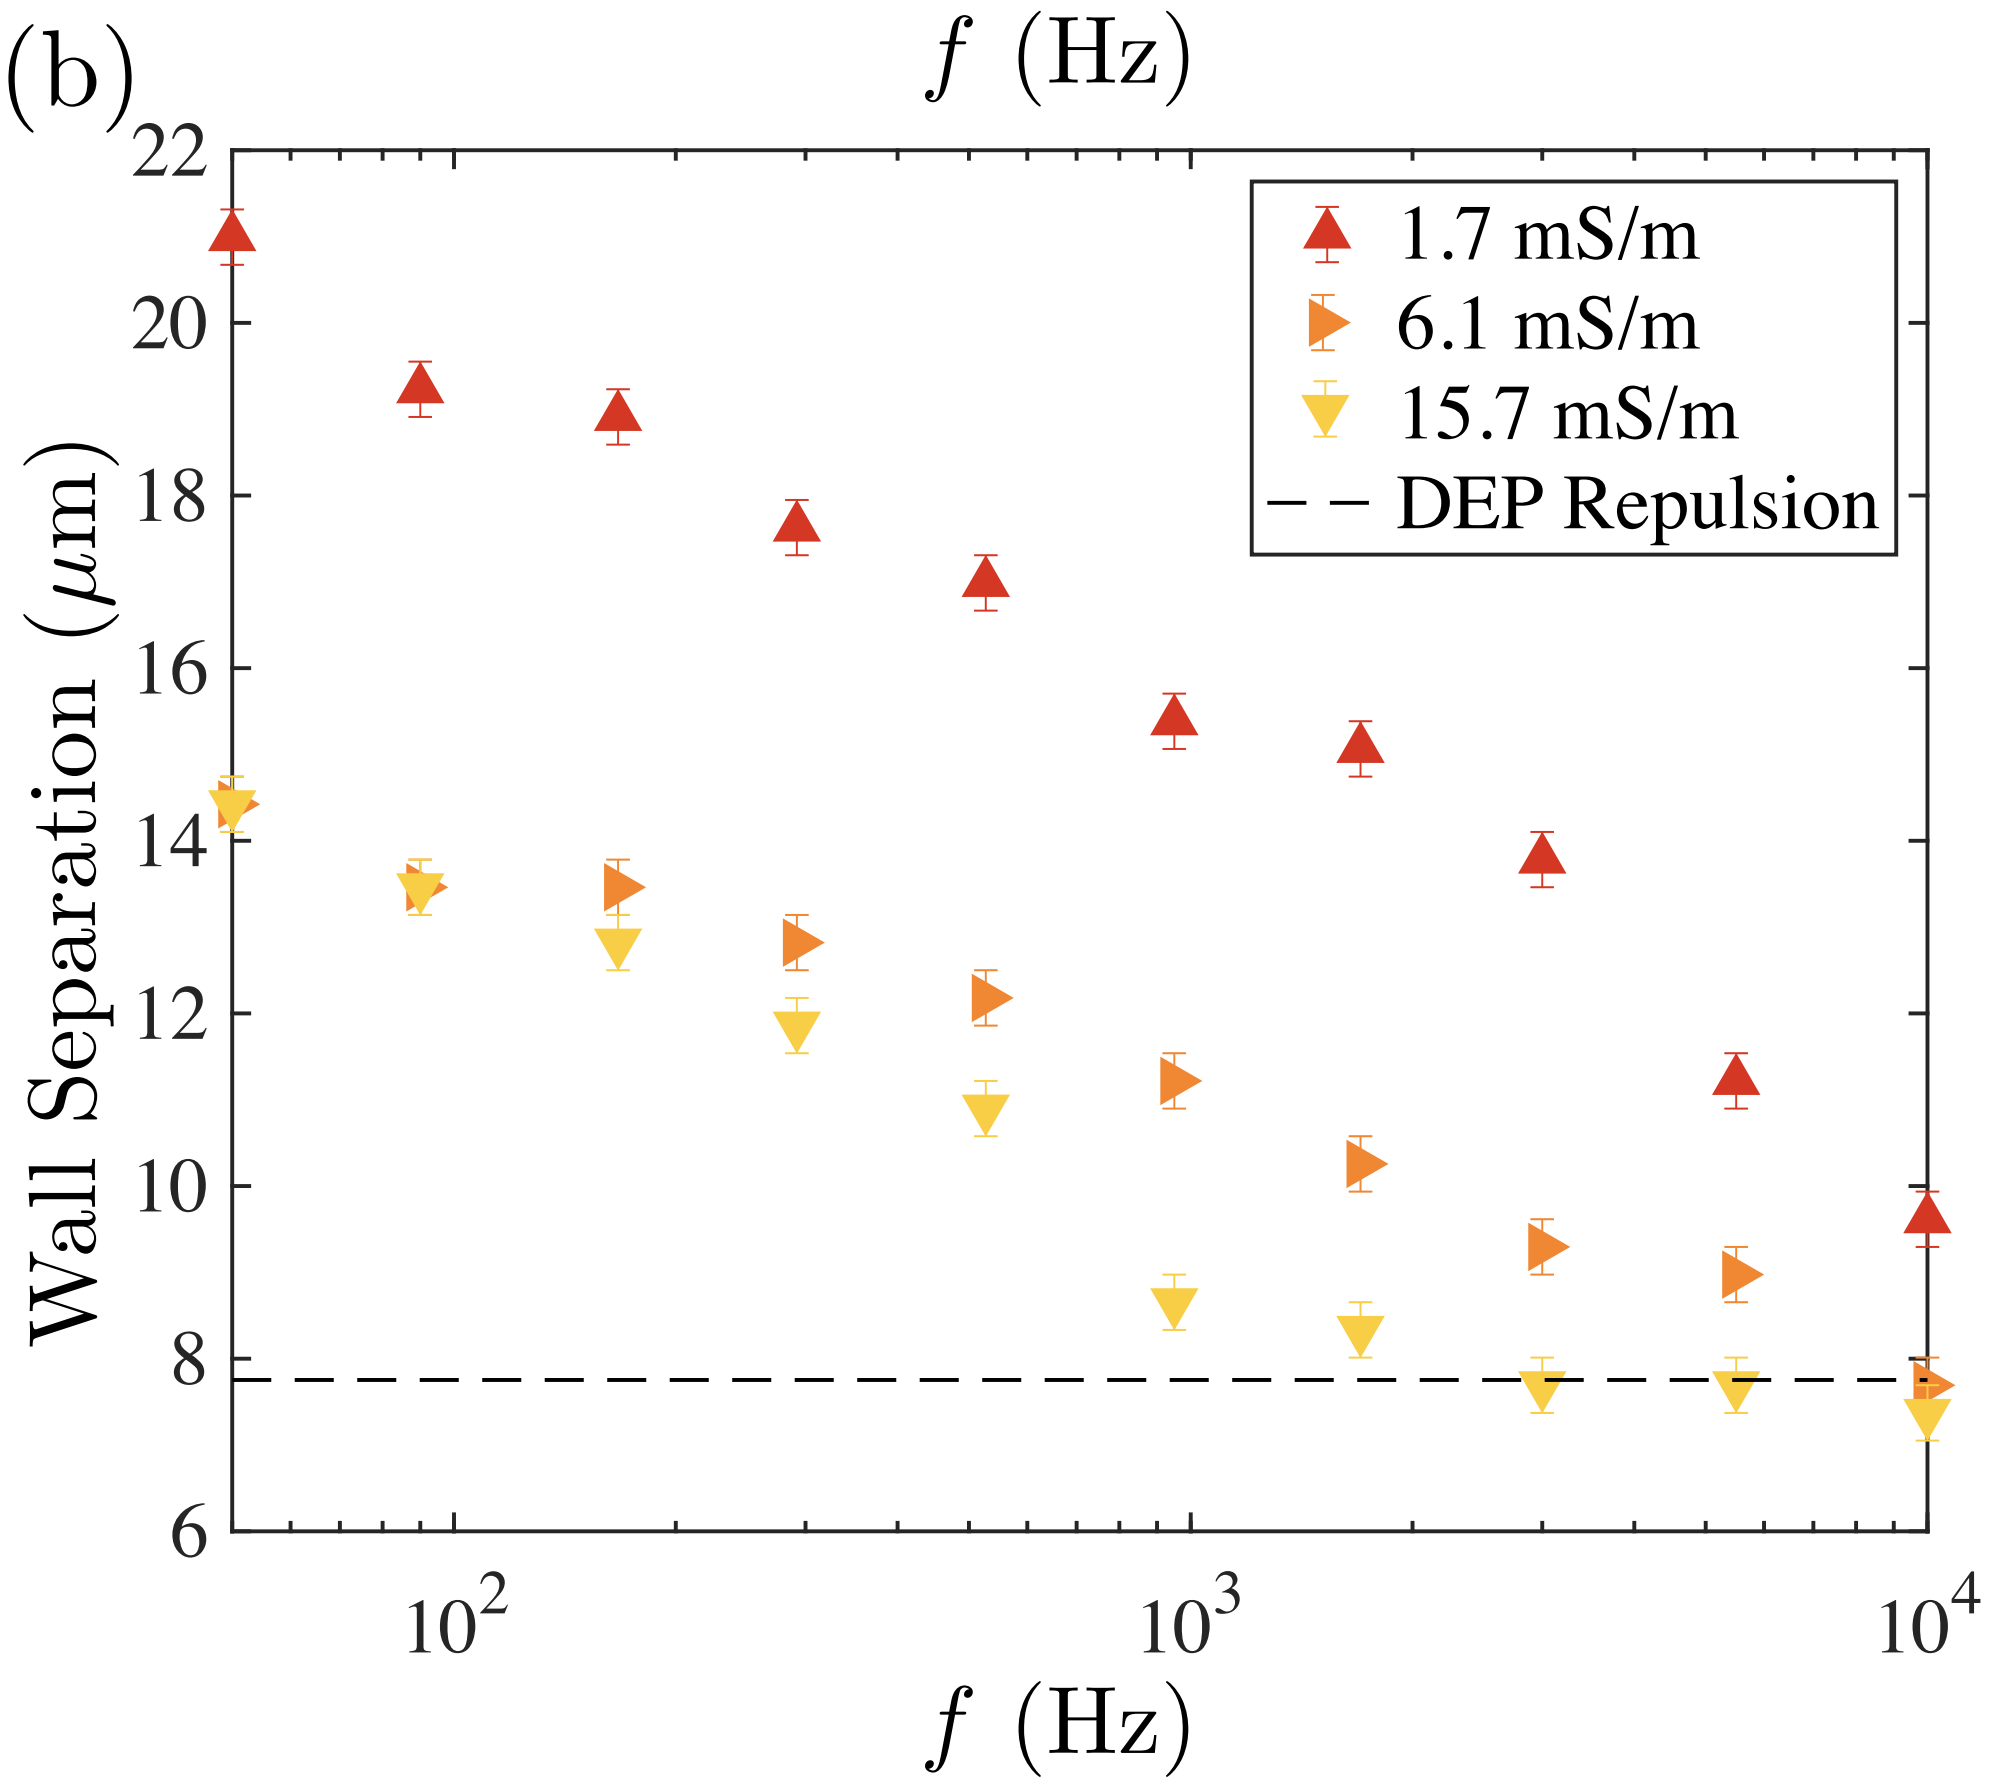 (b)
f (Hz)
22
20
18
16
14
12
10
8
6
Wall Separation (μm)
1.7 mS/m
6.1 mS/m
15.7 mS/m
DEP Repulsion
10² 10³ 10⁴
f (Hz)